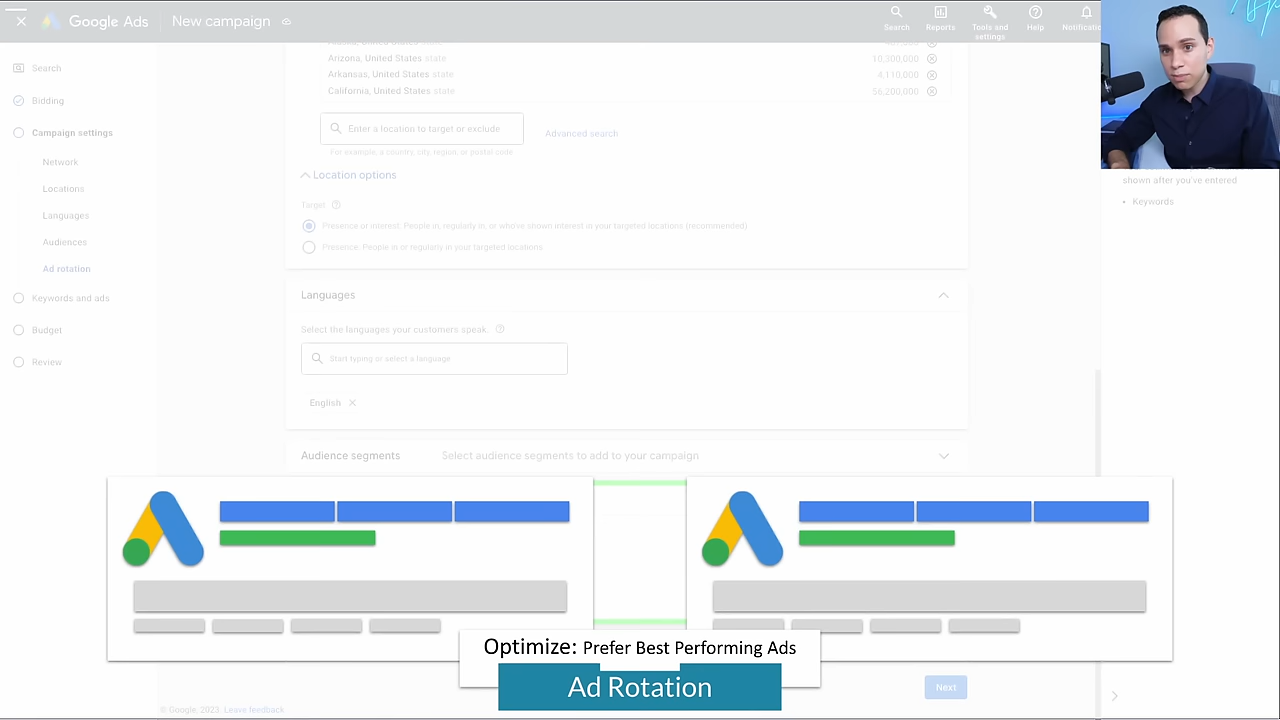 Google Ads
New campaign
Search
Reports
Tools and settings
Help
Notificatio
Search
Bidding
Campaign settings
Network
Locations
Languages
Audiences
Ad rotation
Keywords and ads
Budget
Review
Arizona, United States state 10,300,000
Arkansas, United States state 4,110,000
California, United States state 56,200,000
Enter a location to target or exclude
Advanced search
For example, a country, city, region, or postal code
Location options
Target
Presence or interest: People in, regularly in, or who've shown interest in your targeted locations (recommended)
Presence: People in or regularly in your targeted locations
Languages
Select the languages your customers speak.
Start typing or select a language
English
Audience segments Select audience segments to add to your campaign
shown after you've entered
• Keywords
Optimize: Prefer Best Performing Ads
Ad Rotation
Next
© Google, 2023. Leave feedback